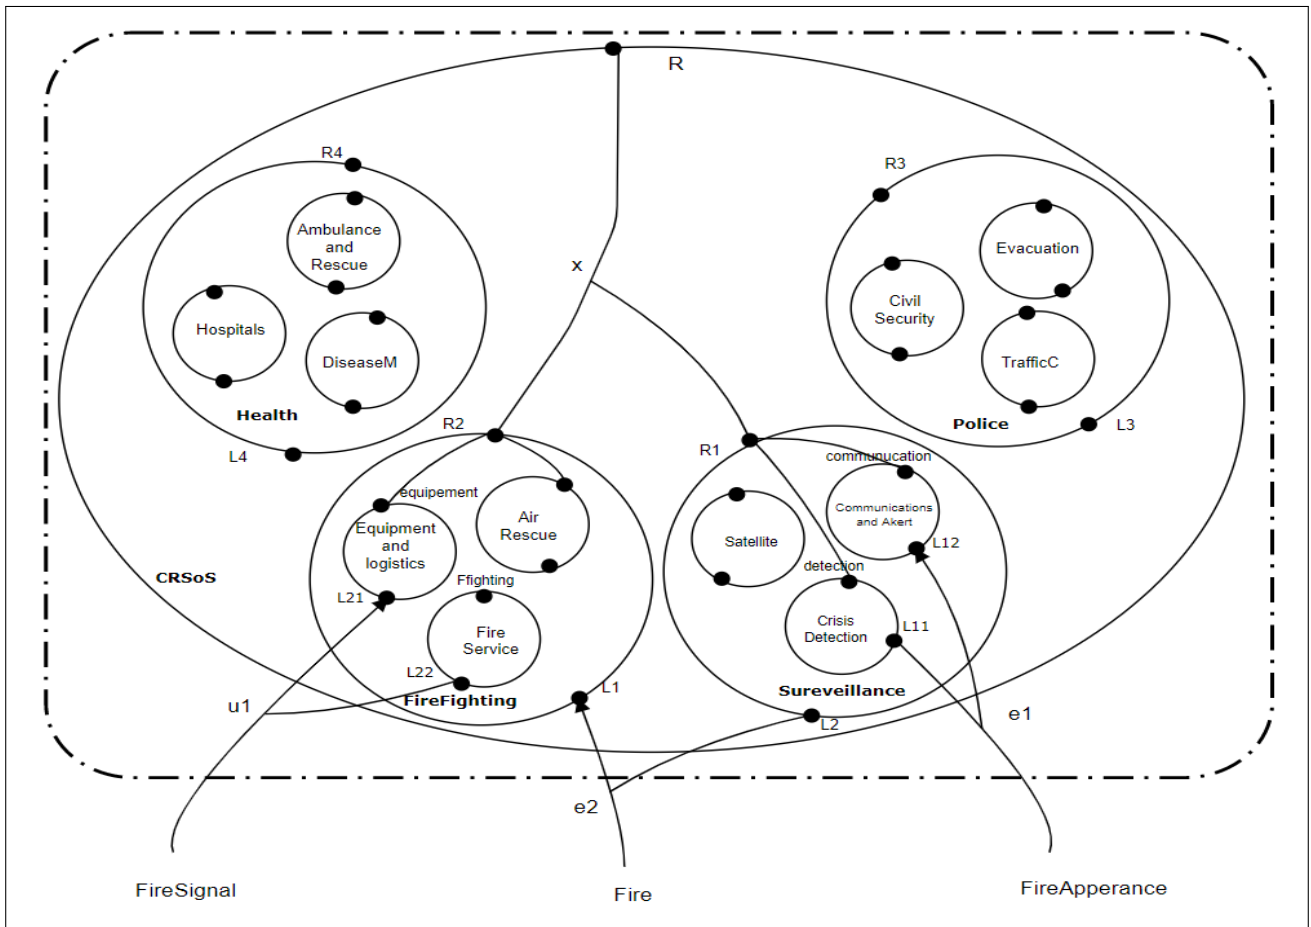 R
R4
R3
Ambulance
and
Rescue
Evacuation
x
Civil
Security
Hospitals
DiseaseM
TrafficC
Health
Police
L3
R2
L4
R1
communucation
equipement
Equipment
and
logistics
Air
Rescue
Communications
and Akert
Satellite
L12
CRSoS
Ffighting
detection
L21
Fire
Service
Crisis
Detection
L11
L22
FireFighting
L1
Sureveillance
u1
L2
e1
e2
FireSignal
Fire
FireApperance